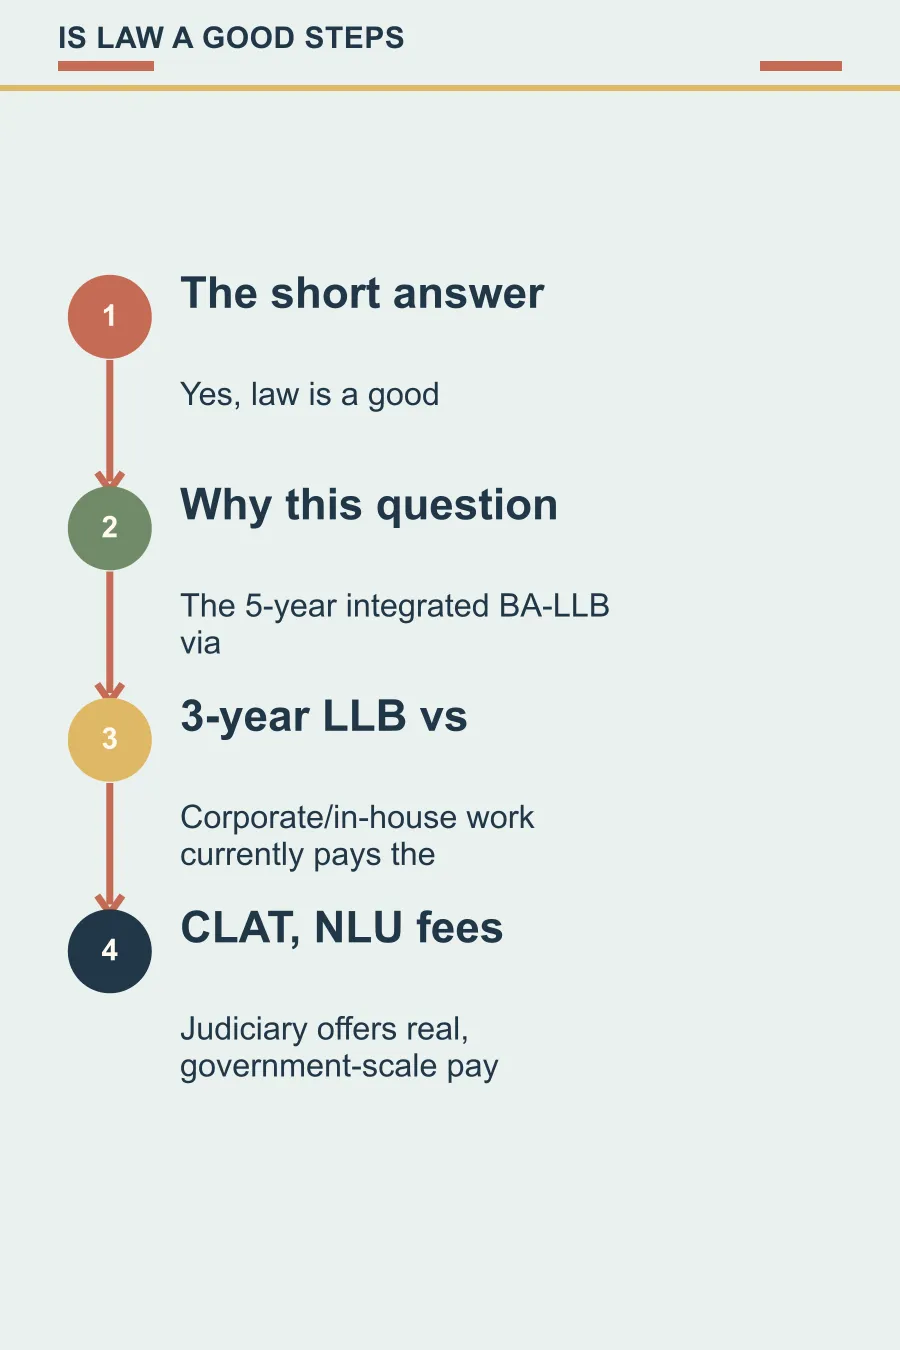 IS LAW A GOOD STEPS
1
The short answer
Yes, law is a good
2
Why this question
The 5-year integrated BA-LLB
via
3
3-year LLB vs
Corporate/in-house work
currently pays the
4
CLAT, NLU fees
Judiciary offers real,
government-scale pay